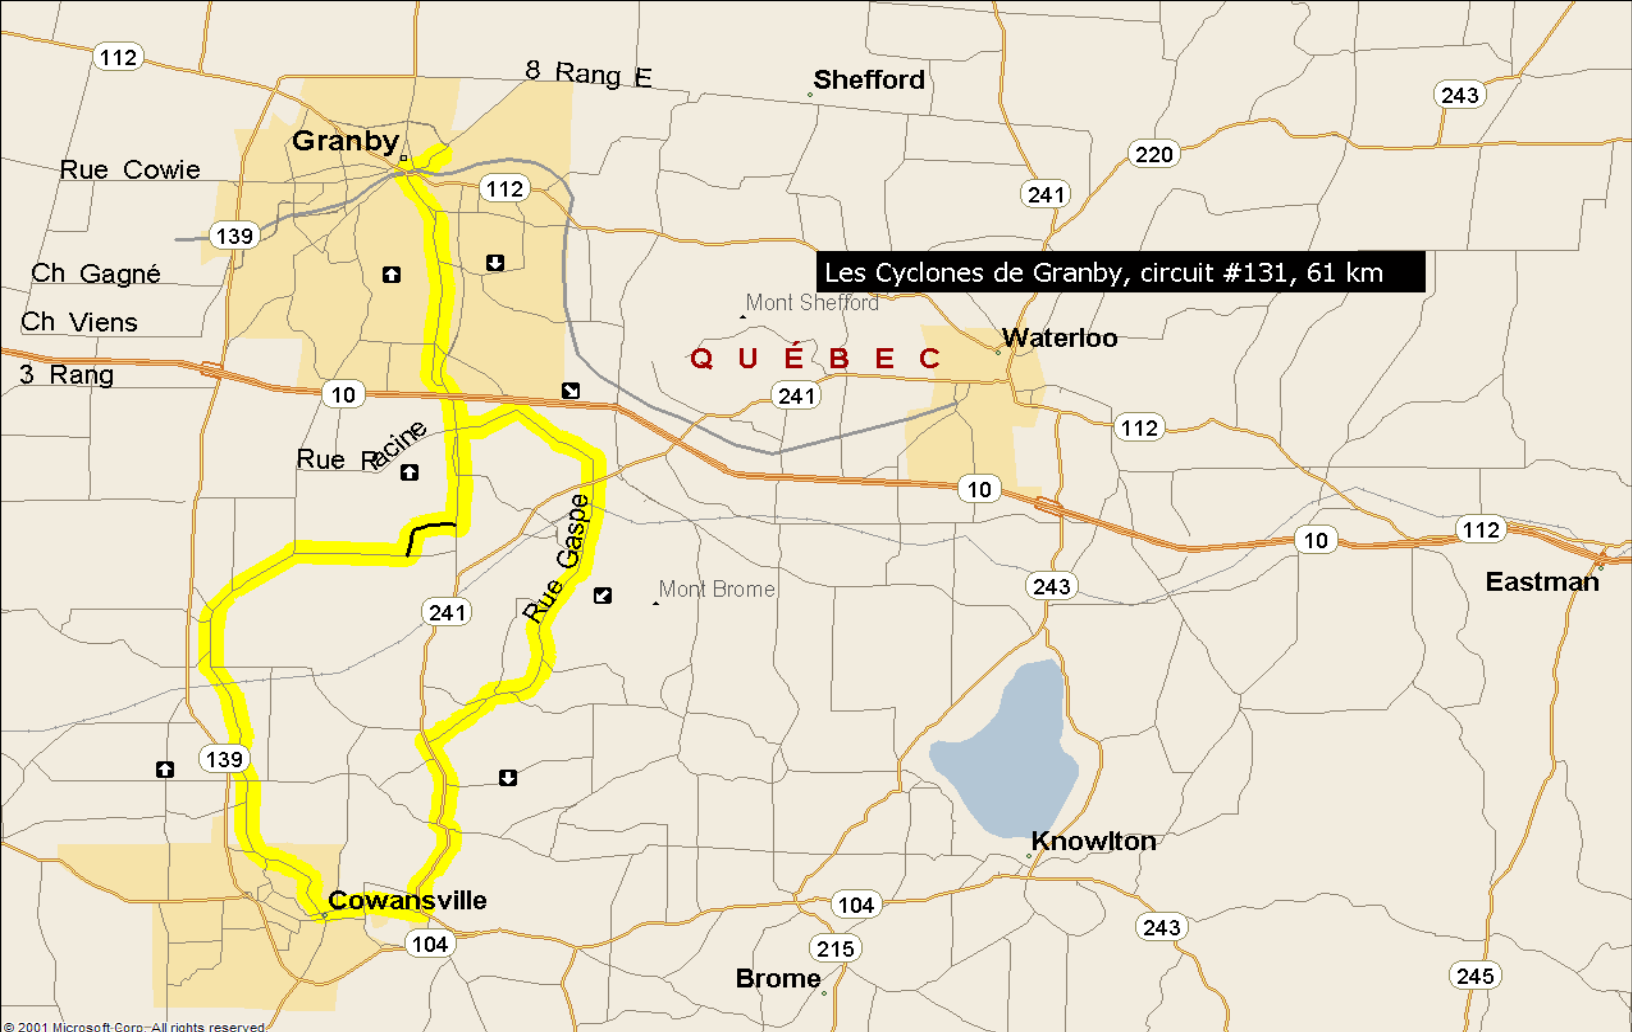 112
8 Rang E
Shefford
243
Granby
220
Rue Cowie
112
241
139
Ch Gagné
Les Cyclones de Granby, circuit #131, 61 km
Mont Shefford
Ch Viens
Waterloo
QUÉBEC
3 Rang
10
241
112
Rue Racine
10
Rue Gaspe
112
10
Eastman
243
Mont Brome
241
139
Knowlton
Cowansville
104
243
104
215
Brome
245
© 2001 Microsoft Corp. All rights reserved.